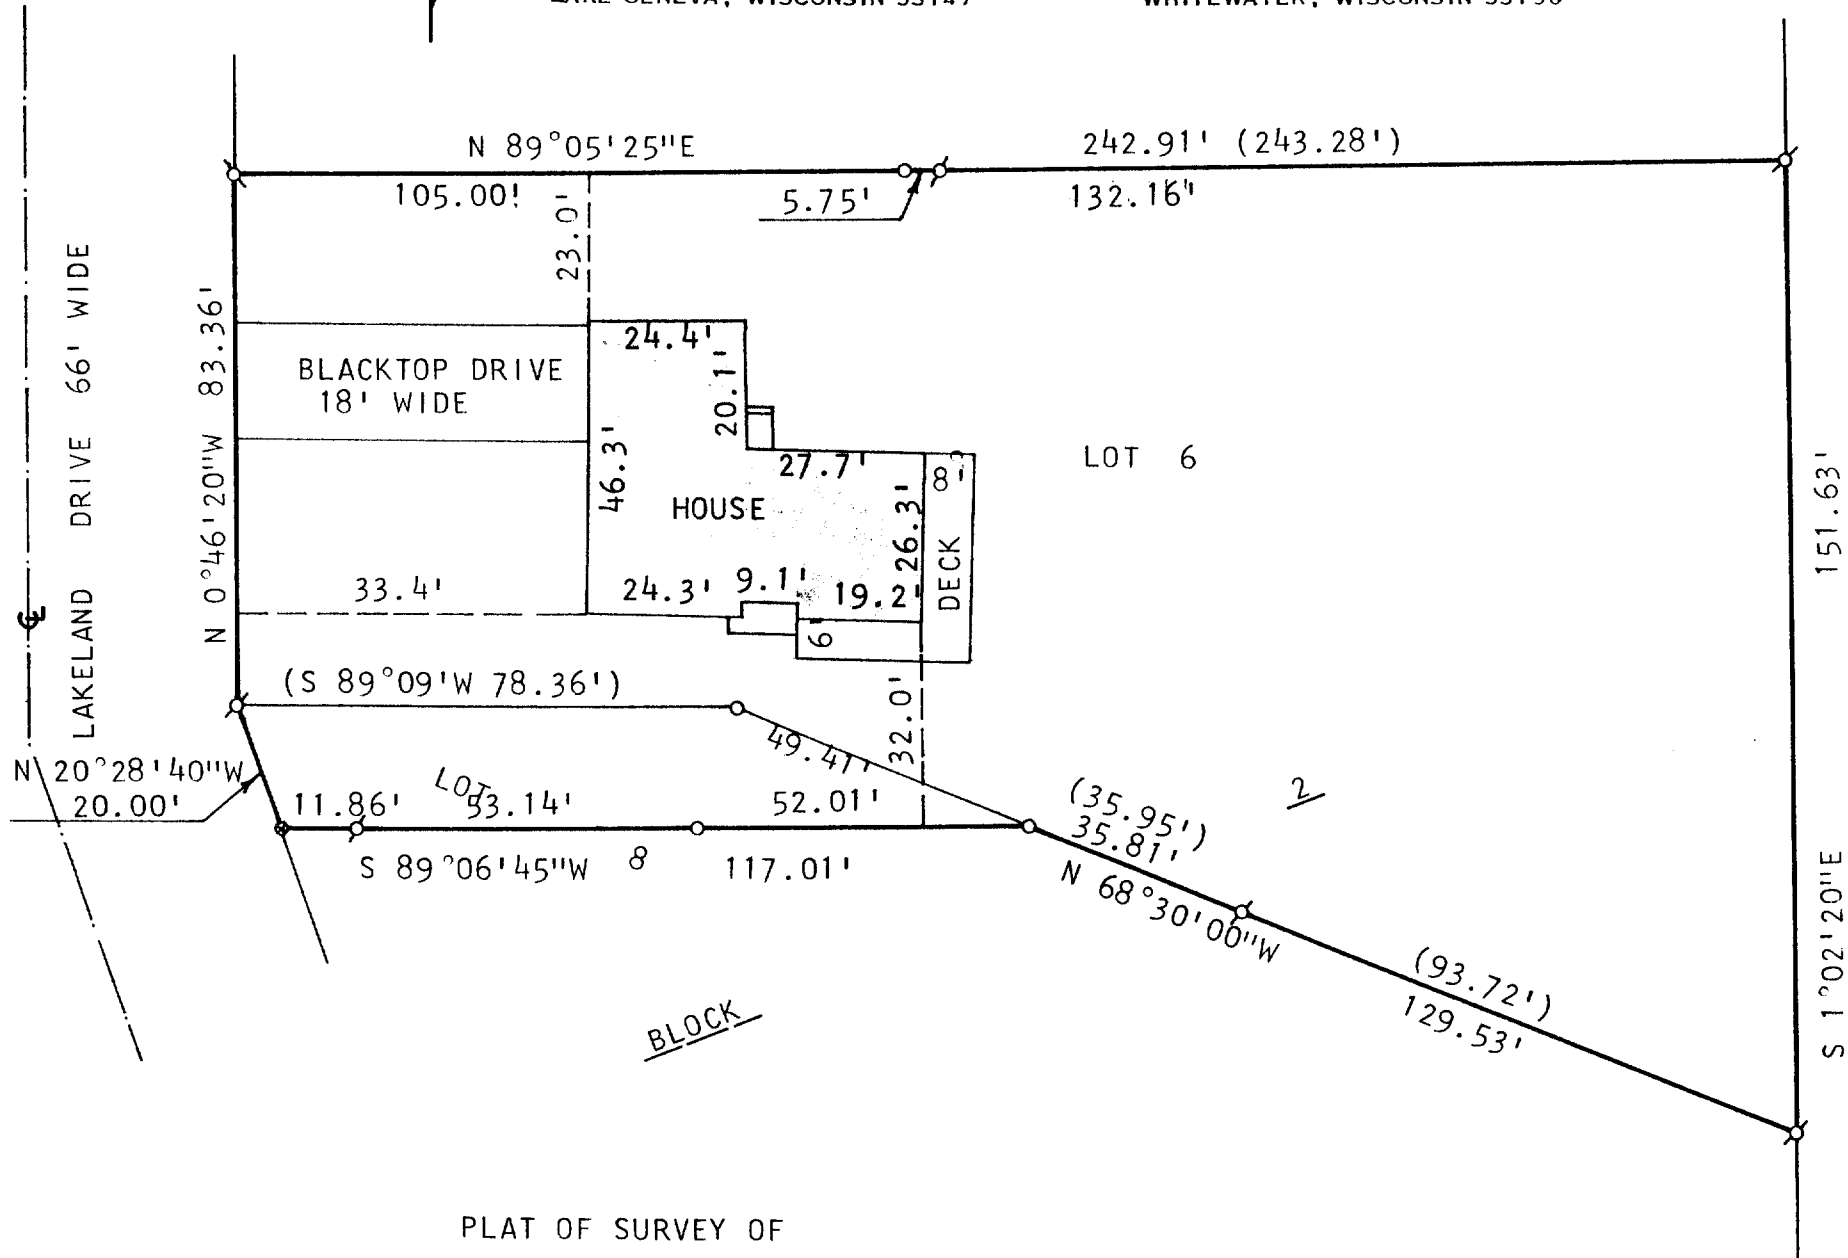 N 89°05'25"E
242.91' (243.28')
105.00'
5.75'
132.16"
23.0'
LAKELAND DRIVE 66' WIDE
N 0°46'20"W 83.36'
BLACKTOP DRIVE
18' WIDE
24.4'
20.1'
27.7'
8'
LOT 6
46.3'
HOUSE
26.3'
DECK
151.63'
33.4'
24.3'
9.1'
19.2'
6'
(S 89°09'W 78.36')
32.0'
49.41'
N 20°28'40"W
20.00'
LOT
11.86'
53.14'
52.01'
S 89°06'45"W
8
117.01'
(35.95')
35.81'
N 68°30'00"W
2
(93.72')
129.53'
S 1°02'20"E
BLOCK
PLAT OF SURVEY OF